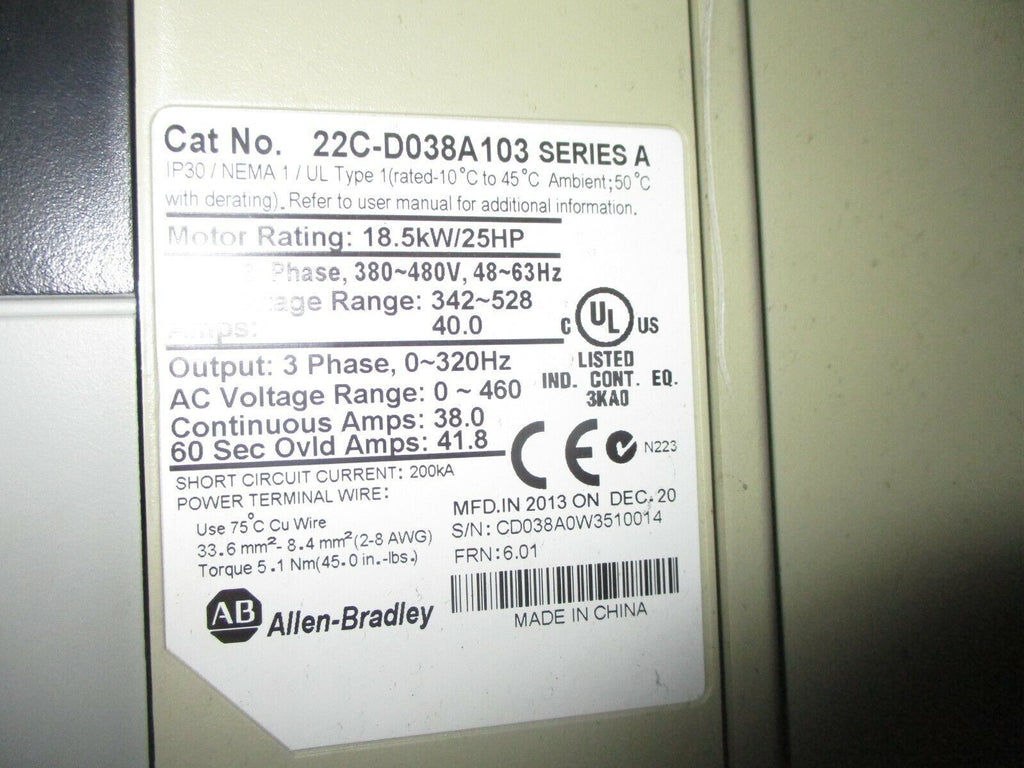 Cat No. 22C-D038A103 SERIES A
IP30 / NEMA 1 / UL Type 1(rated-10°C to 45°C Ambient;50°C
with derating). Refer to user manual for additional information.
Motor Rating: 18.5kW/25HP
Phase, 380~480V, 48~63Hz
Range: 342~528
Amps: 40.0
C UL US
LISTED
IND. CONT. EQ.
3KA0
Output: 3 Phase, 0~320Hz
AC Voltage Range: 0 ~ 460
Continuous Amps: 38.0
60 Sec Ovld Amps: 41.8
CE N223
SHORT CIRCUIT CURRENT: 200kA
POWER TERMINAL WIRE:
Use 75°C Cu Wire
33.6 mm²- 8.4 mm²(2-8 AWG)
Torque 5.1 Nm(45.0 in.-lbs.)
MFD.IN 2013 ON DEC. 20
S/N: CD038A0W3510014
FRN:6.01
AB Allen-Bradley
MADE IN CHINA